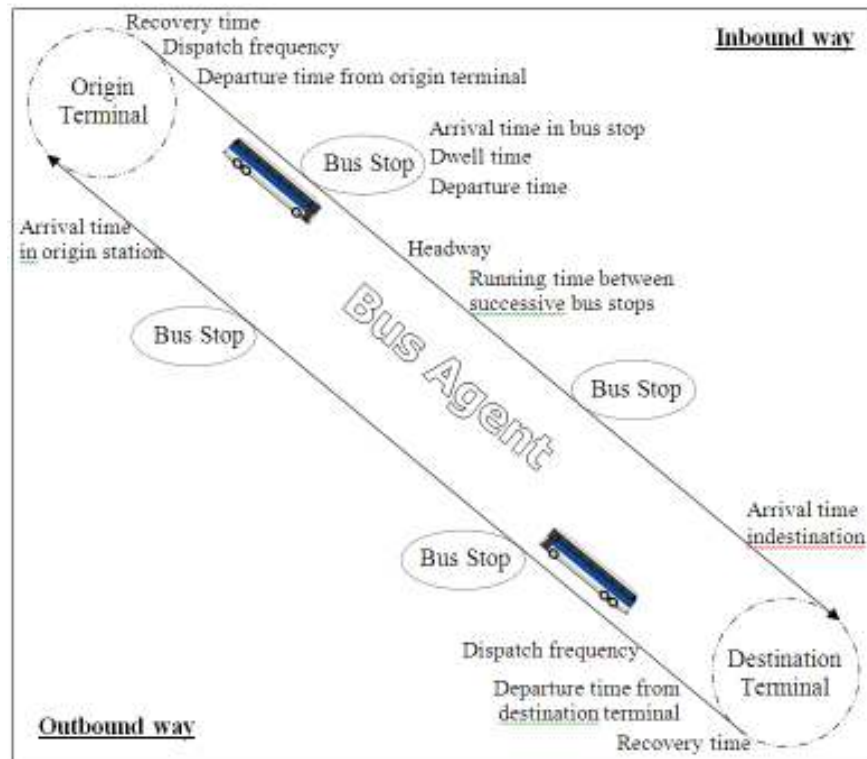 Recovery time
Dispatch frequency
Inbound way
Departure time from origin terminal
Origin
Terminal
Bus Stop
Arrival time in bus stop
Dwell time
Departure time
Arrival time
in origin station
Headway
Running time between
successive bus stops
Bus Stop
Bus Agent
Bus Stop
Arrival time
indestination
Bus Stop
Dispatch frequency
Destination
Terminal
Departure time from
destination terminal
Outbound way
Recovery time